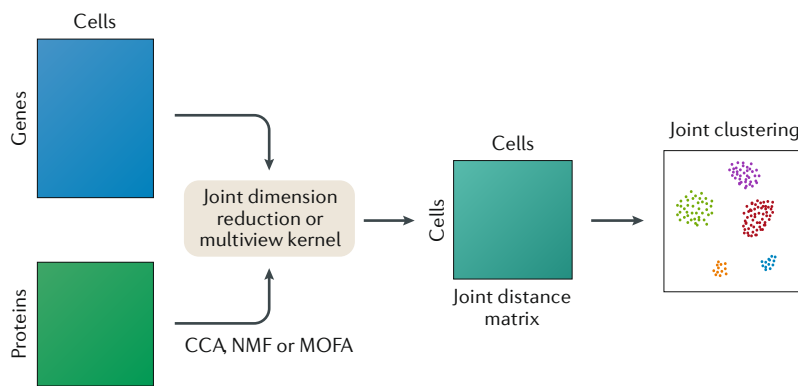 Cells
Genes
Proteins
Joint dimension
reduction or
multiview kernel
CCA, NMF or MOFA
Cells
Cells
Joint distance
matrix
Joint clustering